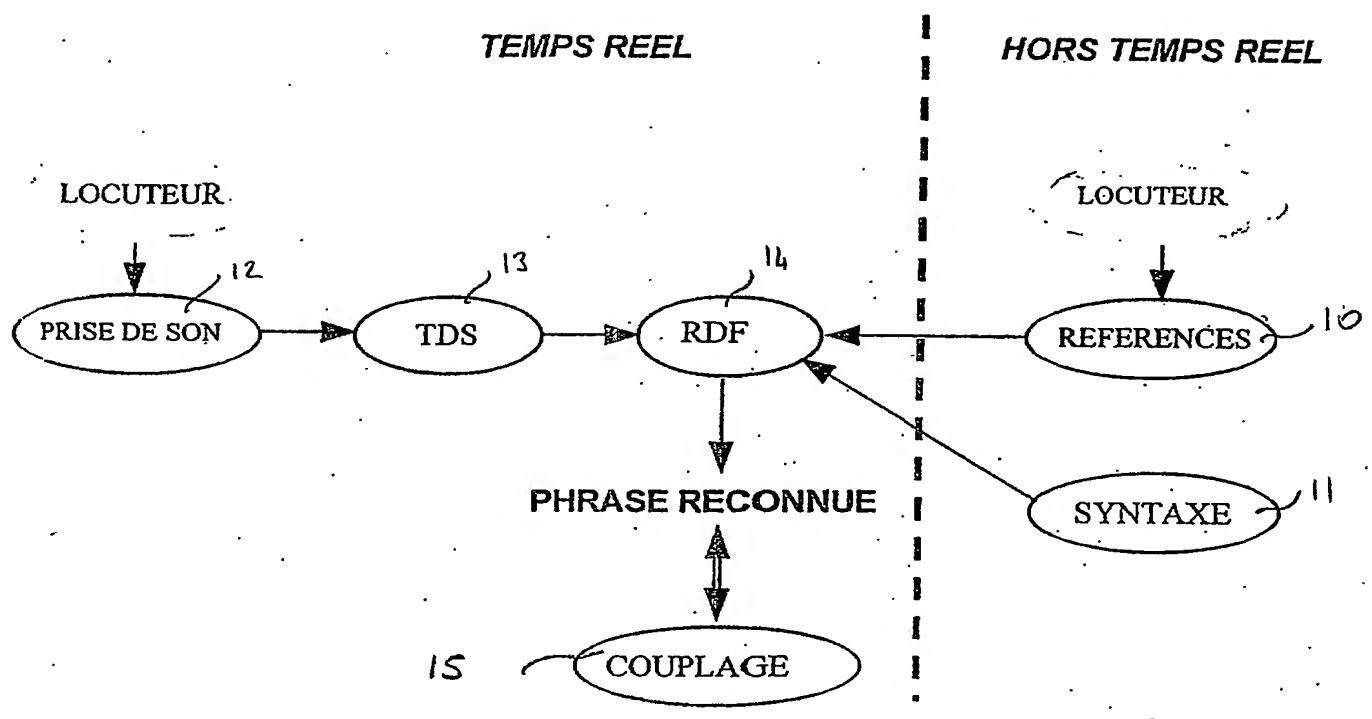 TEMPS REEL
HORS TEMPS REEL
LOCUTEUR
LOCUTEUR
12
13
14
PRISE DE SON
TDS
RDF
REFERENCES
10
PHRASE RECONNUE
SYNTAXE
11
15
COUPLAGE